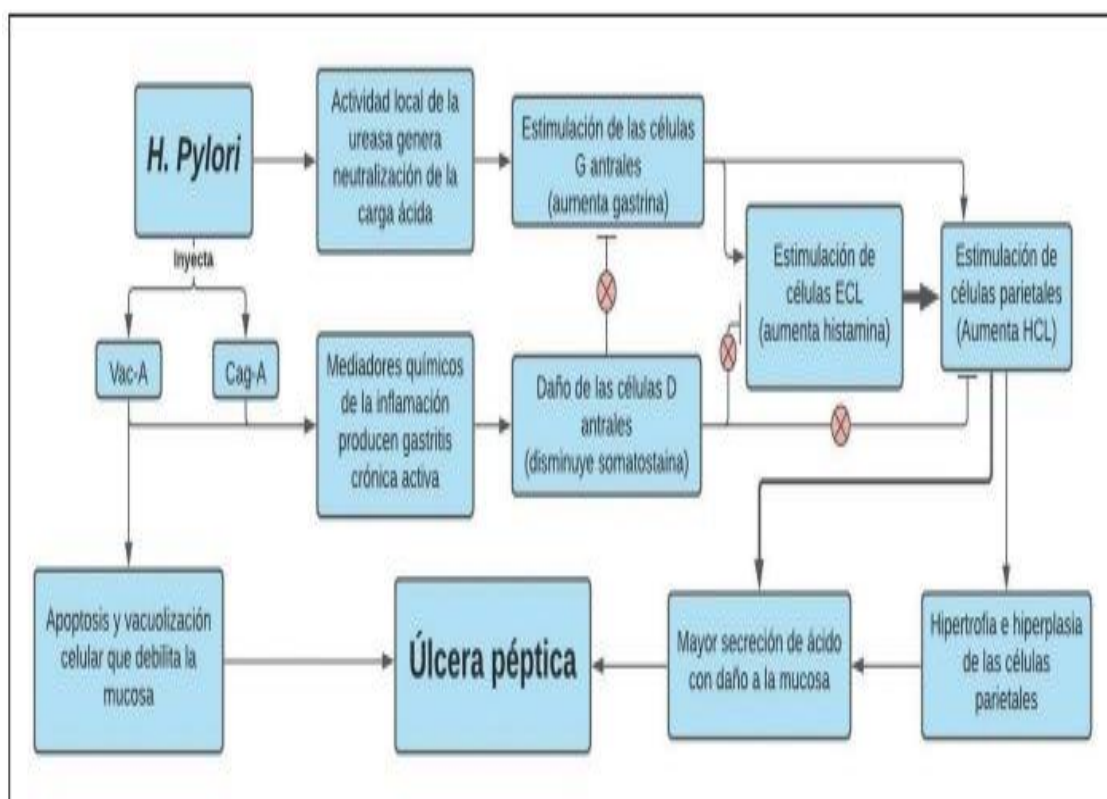 H. Pylori
Actividad local de la
ureasa genera
neutralización de la
carga ácida
Estimulación de las células
G antrales
(aumenta gastrina)
Estimulación de
células ECL
(aumenta histamina)
Estimulación de
células parietales
(Aumenta HCL)
Inyecta
Vac-A
Cag-A
Mediadores químicos
de la inflamación
producen gastritis
crónica activa
Daño de las células D
antrales
(disminuye somatostaina)
Apoptosis y vacuolización
celular que debilita la
mucosa
Úlcera péptica
Mayor secreción de ácido
con daño a la mucosa
Hipertrofia e hiperplasia
de las células
parietales